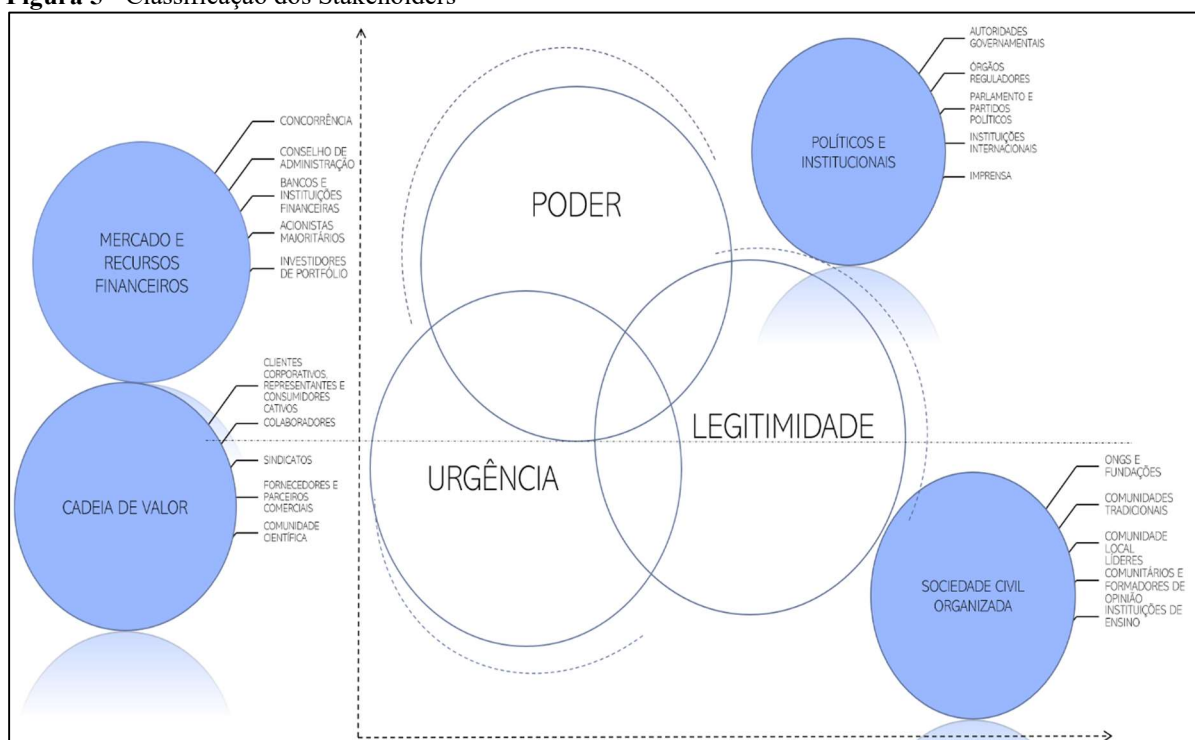 Figura 5 - Classificação dos Stakeholders
CONCORRÊNCIA
CONSELHO DE
ADMINISTRAÇÃO
BANCOS E
INSTITUIÇÕES
FINANCEIRAS
ACIONISTAS
MAJORITÁRIOS
INVESTIDORES
DE PORTFÓLIO
MERCADO E
RECURSOS
FINANCEIROS
CLIENTES
CORPORATIVOS,
REPRESENTANTES E
CONSUMIDORES
CATIVOS
COLABORADORES
SINDICATOS
FORNECEDORES E
PARCEIROS
COMERCIAIS
COMUNIDADE
CIENTÍFICA
CADEIA DE VALOR
PODER
URGÊNCIA
LEGITIMIDADE
AUTORIDADES
GOVERNAMENTAIS
ÓRGÃOS
REGULADORES
PARLAMENTO E
PARTIDOS
POLÍTICOS
INSTITUIÇÕES
INTERNACIONAIS
IMPRENSA
POLÍTICOS E
INSTITUCIONAIS
ONGS E
FUNDAÇÕES
COMUNIDADES
TRADICIONAIS
COMUNIDADE
LOCAL
LÍDERES
COMUNITÁRIOS E
FORMADORES DE
OPINIÃO
INSTITUIÇÕES DE
ENSINO
SOCIEDADE CIVIL
ORGANIZADA